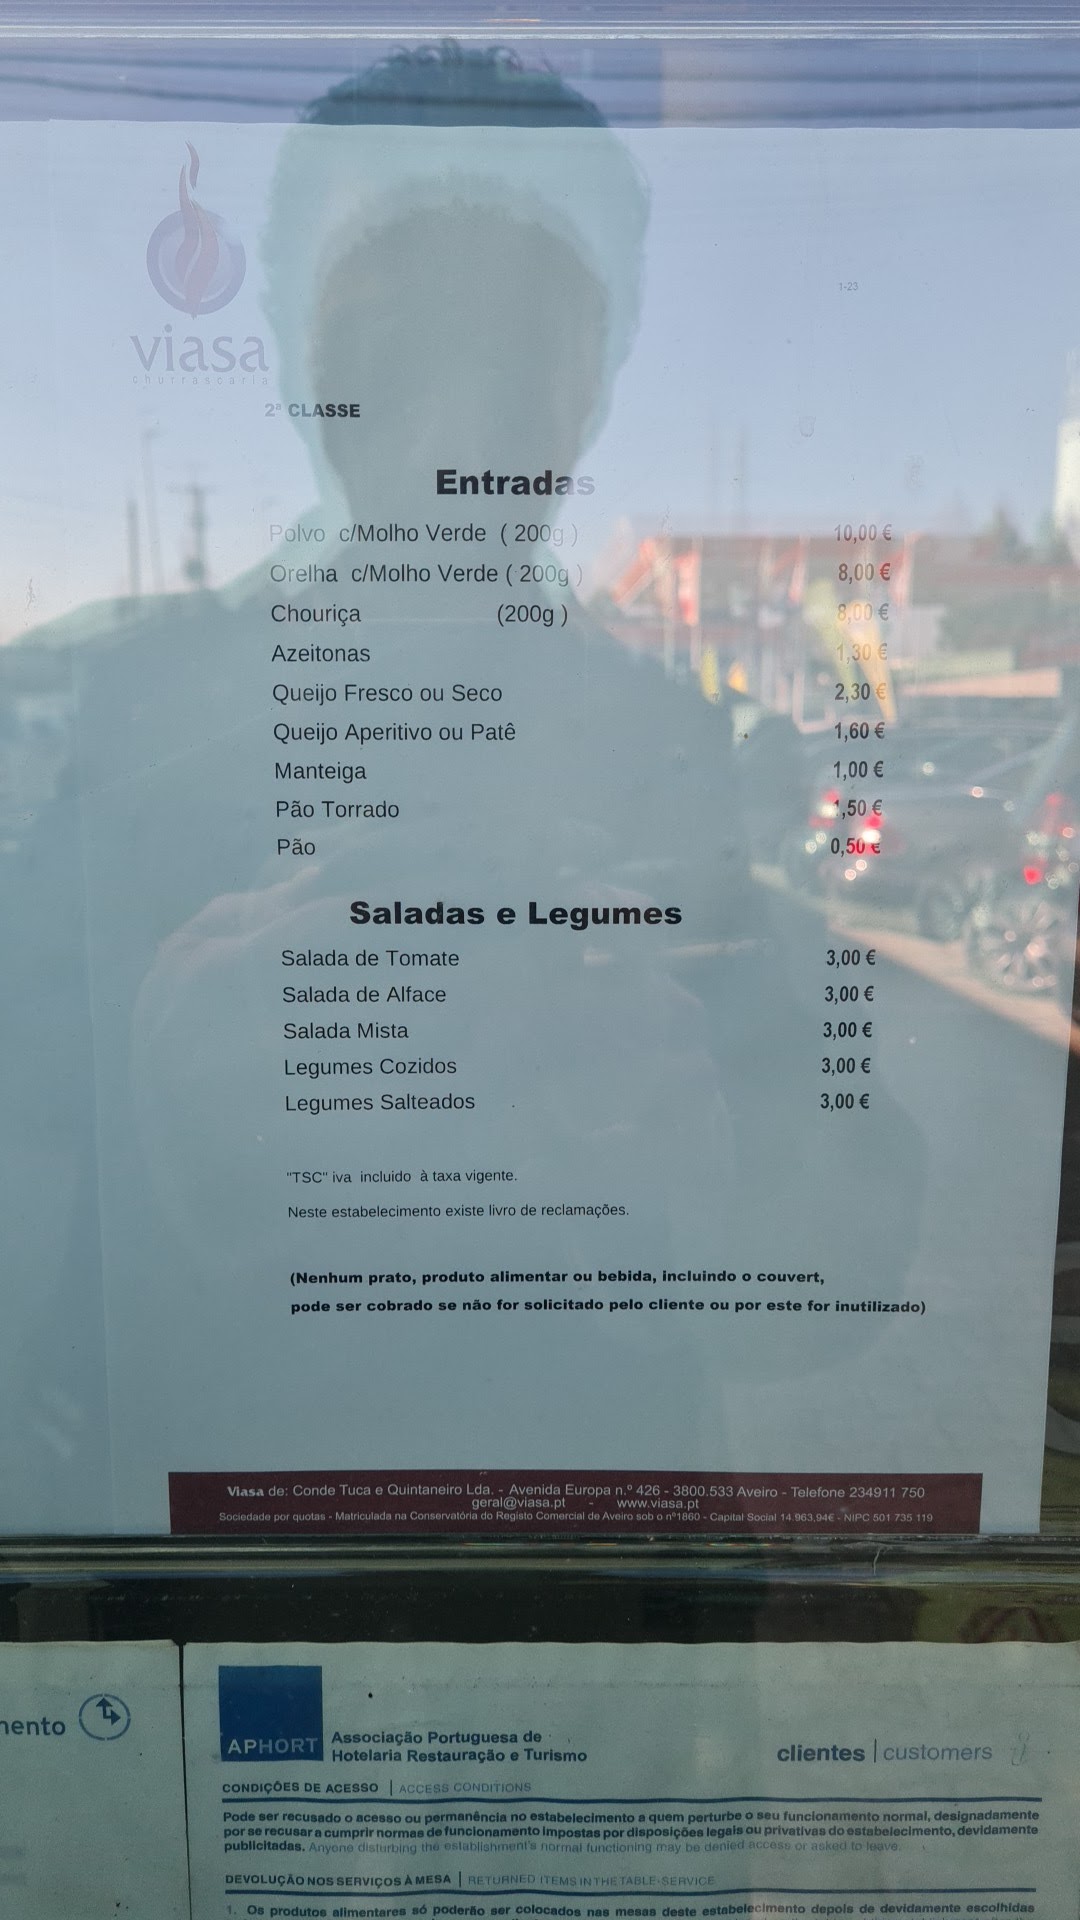 1-23
viasa
churrascaria
2ª CLASSE
Entradas
Polvo c/Molho Verde ( 200g ) 10,00 €
Orelha c/Molho Verde ( 200g ) 8,00 €
Chouriça (200g ) 8,00 €
Azeitonas 1,30 €
Queijo Fresco ou Seco 2,30 €
Queijo Aperitivo ou Patê 1,60 €
Manteiga 1,00 €
Pão Torrado 1,50 €
Pão 0,50 €
Saladas e Legumes
Salada de Tomate 3,00 €
Salada de Alface 3,00 €
Salada Mista 3,00 €
Legumes Cozidos 3,00 €
Legumes Salteados 3,00 €
"TSC" iva incluido à taxa vigente.
Neste estabelecimento existe livro de reclamações.
(Nenhum prato, produto alimentar ou bebida, incluindo o couvert,
pode ser cobrado se não for solicitado pelo cliente ou por este for inutilizado)
Viasa de: Conde Tuca e Quintaneiro Lda. - Avenida Europa n.º 426 - 3800.533 Aveiro - Telefone 234911 750
geral@viasa.pt - www.viasa.pt
Sociedade por quotas - Matriculada na Conservatória do Registo Comercial de Aveiro sob o nº1860 - Capital Social 14.963,94€ - NIPC 501 735 119
mento
APHORT
Associação Portuguesa de
Hotelaria Restauração e Turismo
clientes | customers
CONDIÇÕES DE ACESSO | ACCESS CONDITIONS
Pode ser recusado o acesso ou permanência no estabelecimento a quem perturbe o seu funcionamento normal, designadamente
por se recusar a cumprir normas de funcionamento impostas por disposições legais ou privativas do estabelecimento, devidamente
publicitadas. Anyone disturbing the establishment's normal functioning may be denied access or asked to leave.
DEVOLUÇÃO NOS SERVIÇOS À MESA | RETURNED ITEMS IN THE TABLE-SERVICE
1. Os produtos alimentares só poderão ser colocados nas mesas deste estabelecimento depois de devidamente escolhidas